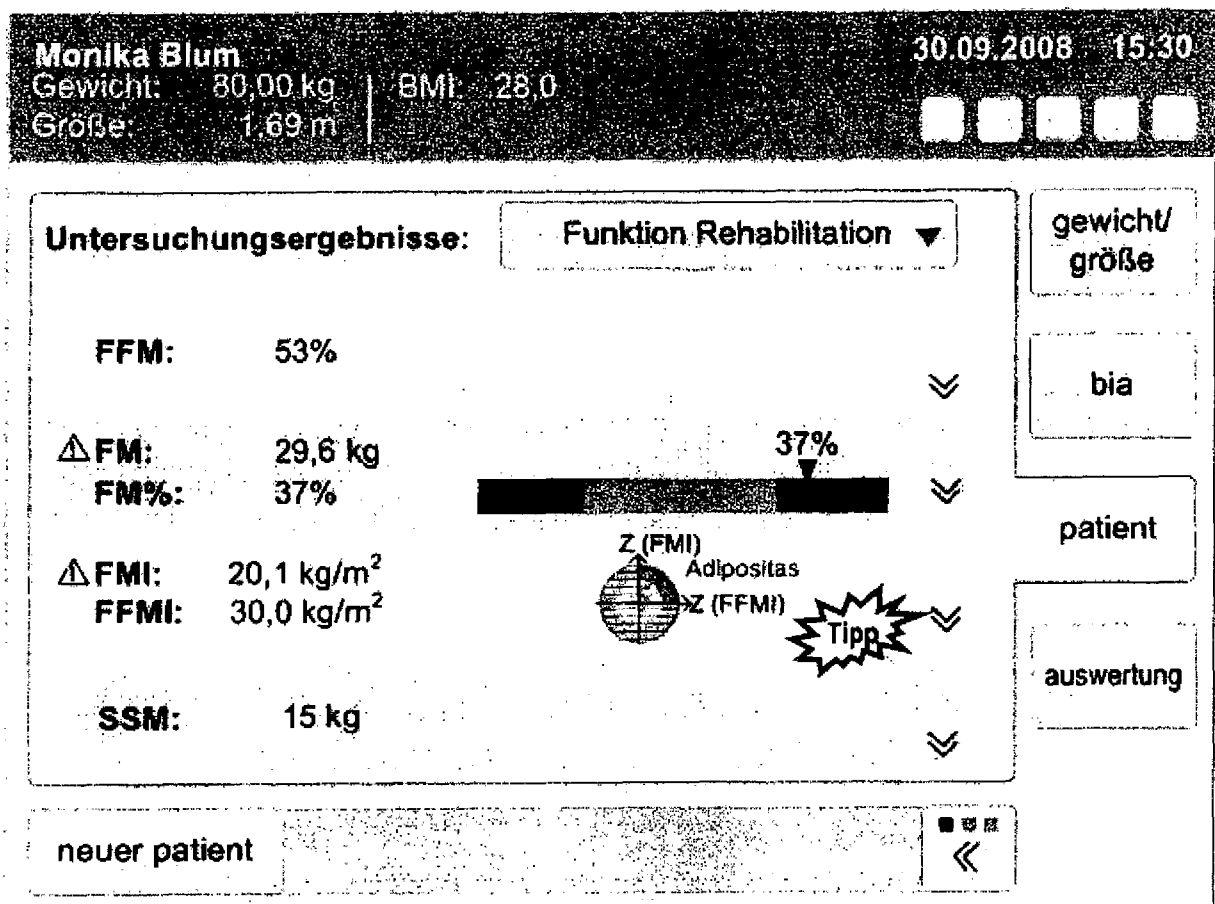 Monika Blum
30.09.2008 15:30
Gewicht: 80,00 kg
BMI: 28,0
Größe: 1.69 m
Untersuchungsergebnisse:
Funktion Rehabilitation
gewicht/
größe
FFM: 53%
bia
FM: 29,6 kg
37%
FM%: 37%
patient
Z (FMI)
FMI: 20,1 kg/m²
Adipositas
FFMI: 30,0 kg/m²
Z (FFMI)
Tipp
auswertung
SSM: 15 kg
neuer patient